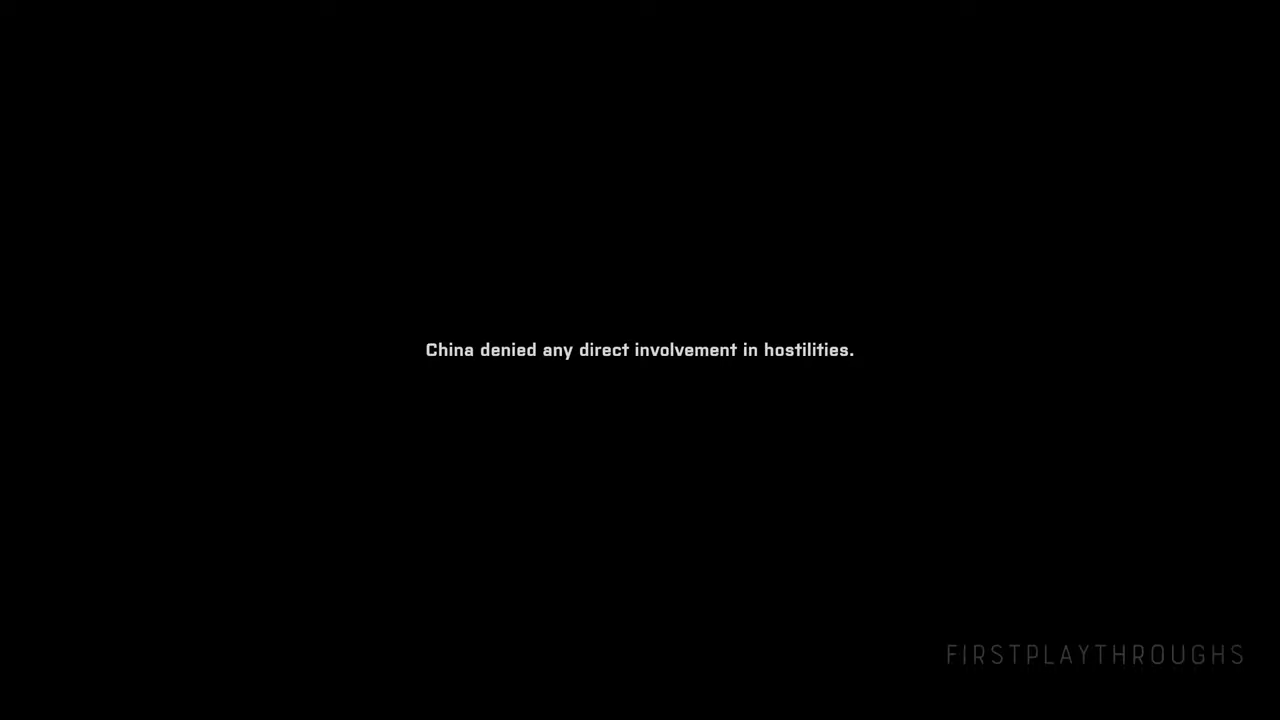 China denied any direct involvement in hostilities.
FIRSTPLAYTHROUGHS